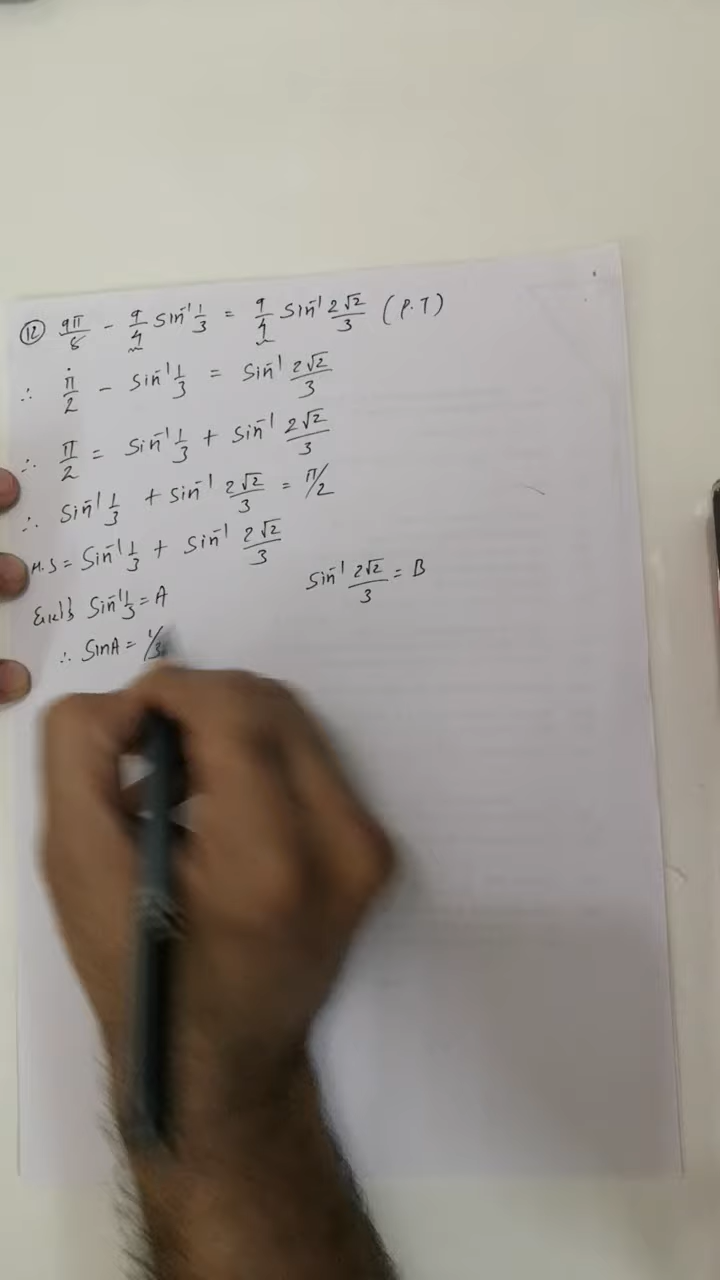 ⑫ 9π/8 - 9/4 sin⁻¹ 1/3 = 9/4 sin⁻¹ 2√2/3 (P.T)
∴ π/2 - sin⁻¹ 1/3 = sin⁻¹ 2√2/3
∴ π/2 = sin⁻¹ 1/3 + sin⁻¹ 2√2/3
∴ sin⁻¹ 1/3 + sin⁻¹ 2√2/3 = π/2
H.S = sin⁻¹ 1/3 + sin⁻¹ 2√2/3
sin⁻¹ 1/3 = A sin⁻¹ 2√2/3 = B
∴ sinA = 1/3